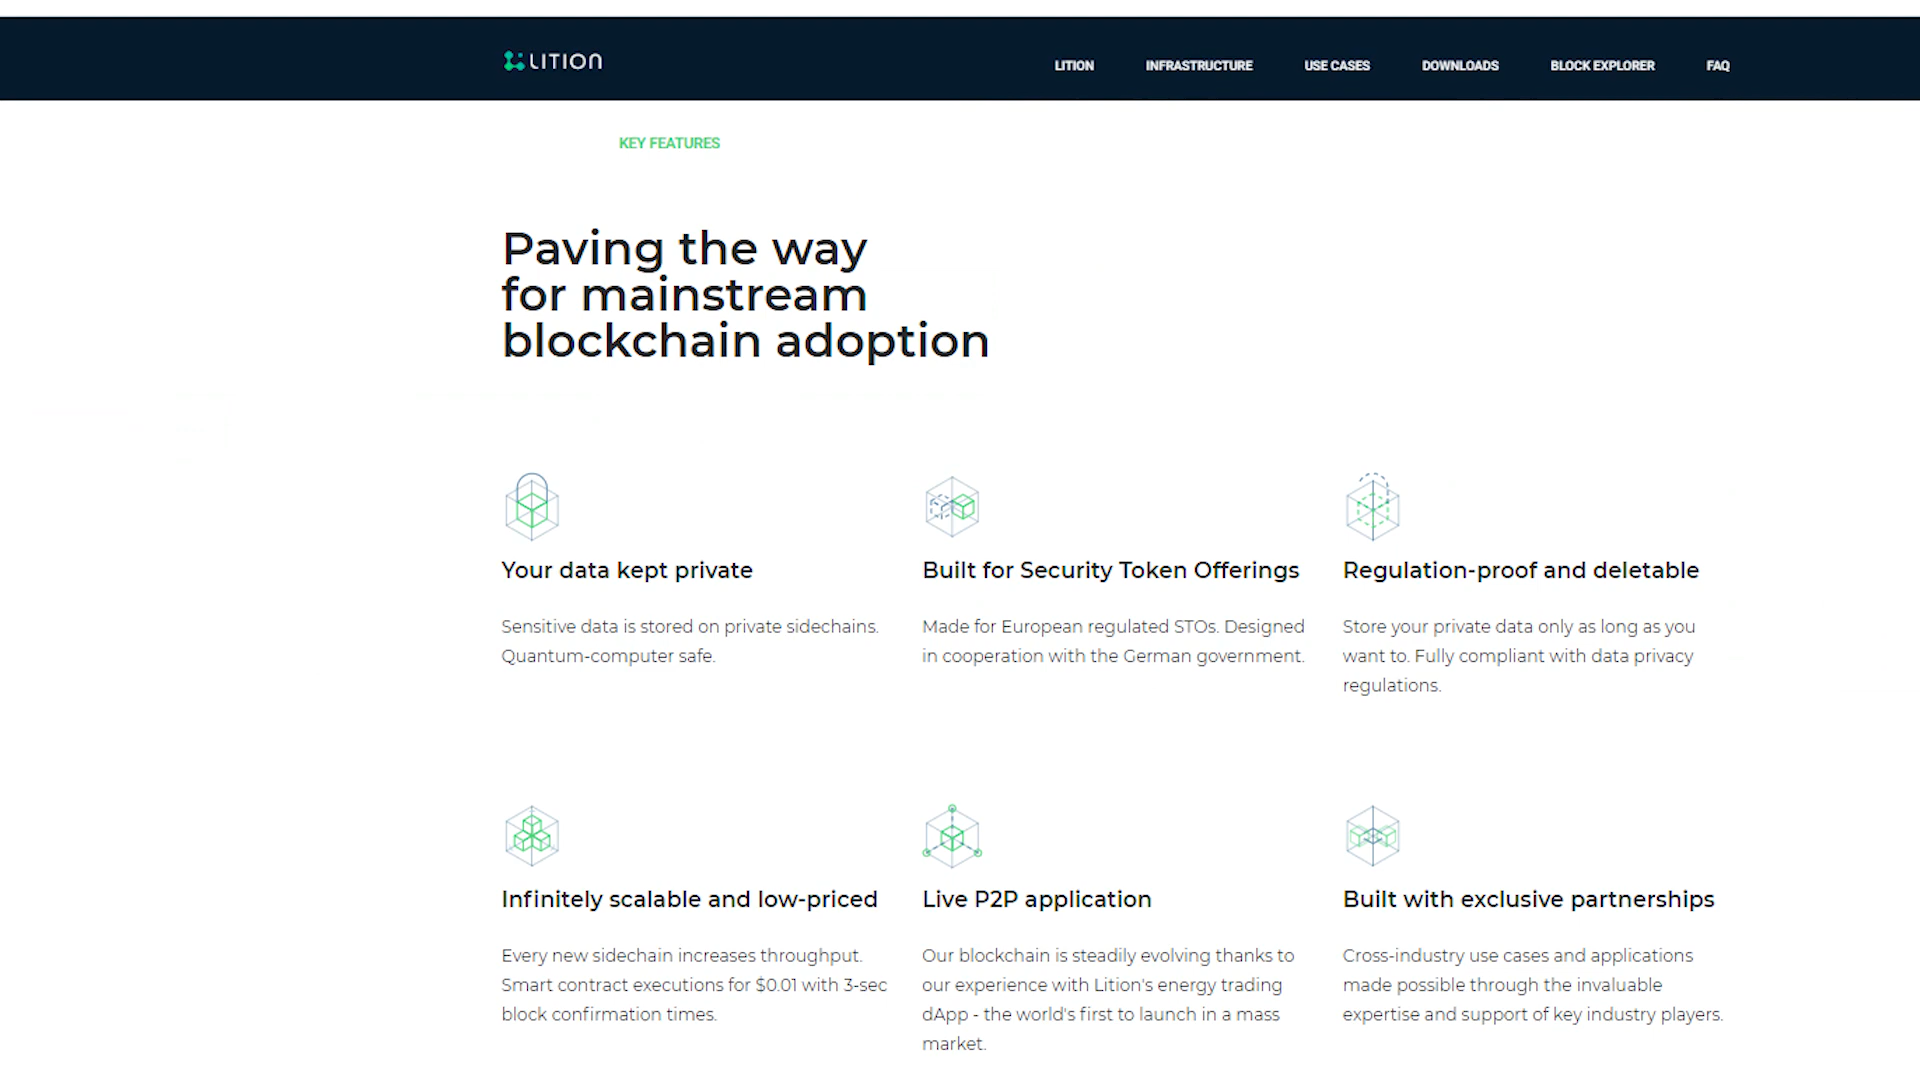 LITION
LITION INFRASTRUCTURE USE CASES DOWNLOADS BLOCK EXPLORER FAQ
KEY FEATURES
Paving the way
for mainstream
blockchain adoption
Your data kept private
Sensitive data is stored on private sidechains.
Quantum-computer safe.
Built for Security Token Offerings
Made for European regulated STOs. Designed
in cooperation with the German government.
Regulation-proof and deletable
Store your private data only as long as you
want to. Fully compliant with data privacy
regulations.
Infinitely scalable and low-priced
Every new sidechain increases throughput.
Smart contract executions for $0.01 with 3-sec
block confirmation times.
Live P2P application
Our blockchain is steadily evolving thanks to
our experience with Lition's energy trading
dApp - the world's first to launch in a mass
market.
Built with exclusive partnerships
Cross-industry use cases and applications
made possible through the invaluable
expertise and support of key industry players.